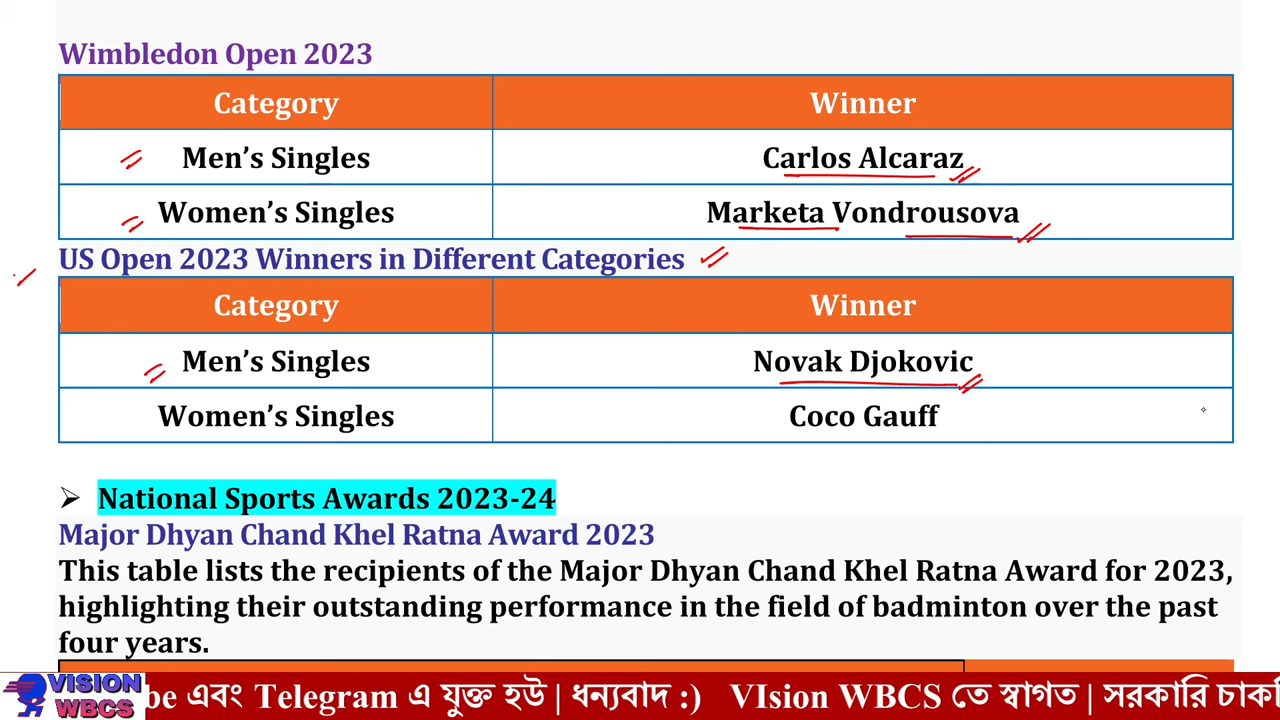 Wimbledon Open 2023
Category Winner
Men's Singles Carlos Alcaraz
Women's Singles Marketa Vondrousova
US Open 2023 Winners in Different Categories
Category Winner
Men's Singles Novak Djokovic
Women's Singles Coco Gauff
National Sports Awards 2023-24
Major Dhyan Chand Khel Ratna Award 2023
This table lists the recipients of the Major Dhyan Chand Khel Ratna Award for 2023,
highlighting their outstanding performance in the field of badminton over the past
four years.
VISION
WBCS
be এবং Telegram এ যুক্ত হউ | ধন্যবাদ :) VIsion WBCS তে স্বাগত | সরকারি চাকরি